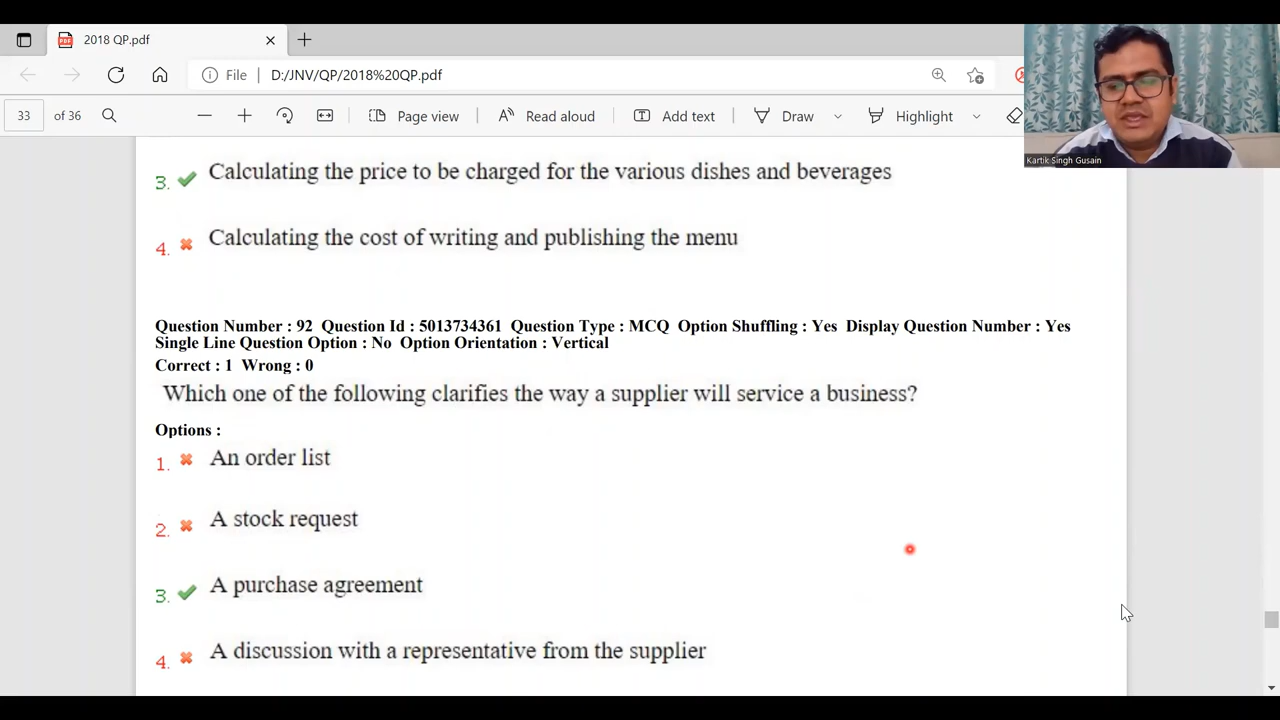 2018 QP.pdf
File D:/JNV/QP/2018%20QP.pdf
33 of 36 Page view Read aloud Add text Draw Highlight
Kartik Singh Gusain
3. Calculating the price to be charged for the various dishes and beverages
4. Calculating the cost of writing and publishing the menu
Question Number : 92 Question Id : 5013734361 Question Type : MCQ Option Shuffling : Yes Display Question Number : Yes
Single Line Question Option : No Option Orientation : Vertical
Correct : 1 Wrong : 0
Which one of the following clarifies the way a supplier will service a business?
Options :
1. An order list
2. A stock request
3. A purchase agreement
4. A discussion with a representative from the supplier